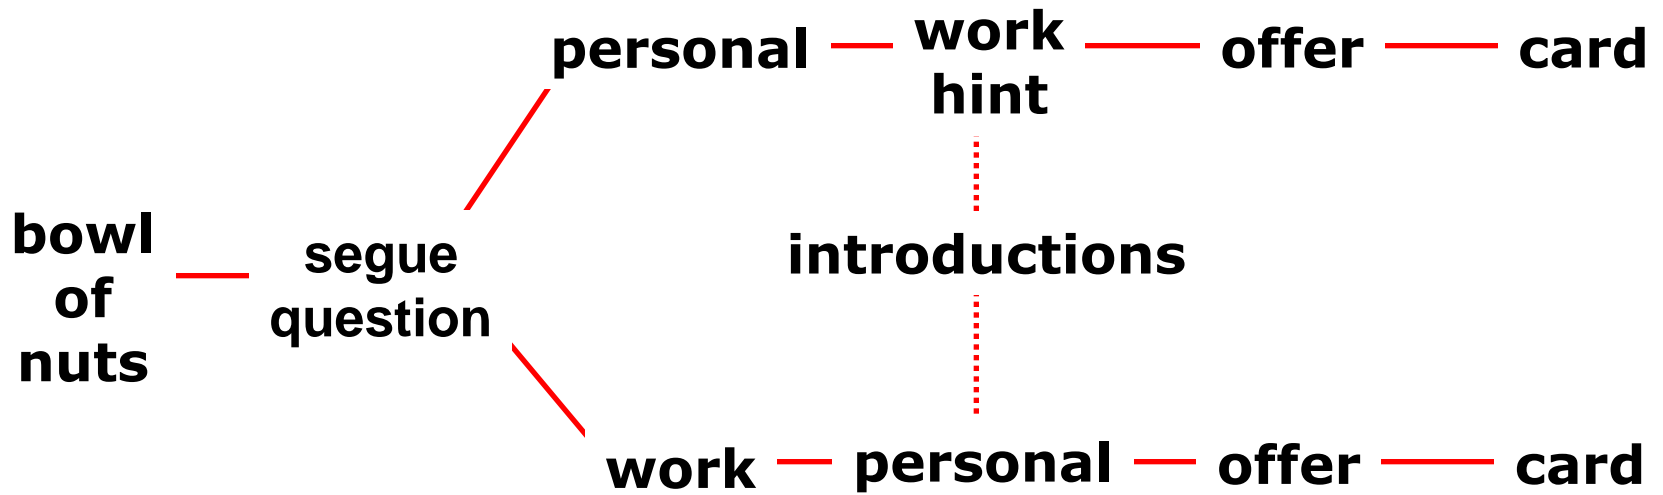 personal
work
hint
offer
card
bowl
of
nuts
segue
question
introductions
work
personal
offer
card